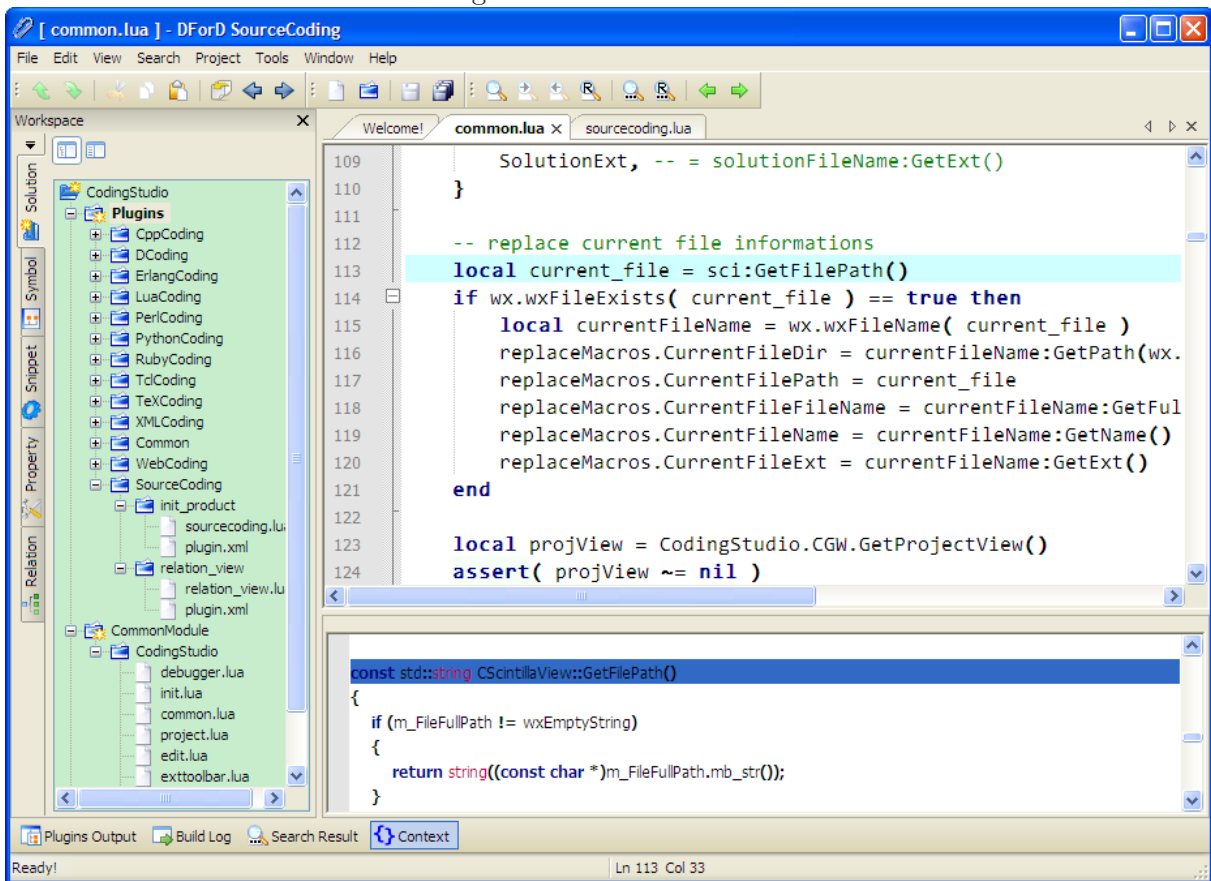 [ common.lua ] - DForD SourceCoding
File Edit View Search Project Tools Window Help
Workspace
Solution
Symbol
Snippet
Property
Relation
CodingStudio
Plugins
CppCoding
DCoding
ErlangCoding
LuaCoding
PerlCoding
PythonCoding
RubyCoding
TclCoding
TeXCoding
XMLCoding
Common
WebCoding
SourceCoding
init_product
sourcecoding.lu
plugin.xml
relation_view
relation_view.lu
plugin.xml
CommonModule
CodingStudio
debugger.lua
init.lua
common.lua
project.lua
edit.lua
exttoolbar.lua
Welcome! common.lua sourcecoding.lua
109 SolutionExt, -- = solutionFileName:GetExt()
110 }
111
112 -- replace current file informations
113 local current_file = sci:GetFilePath()
114 if wx.wxFileExists( current_file ) == true then
115 local currentFileName = wx.wxFileName( current_file )
116 replaceMacros.CurrentFileDir = currentFileName:GetPath(wx.
117 replaceMacros.CurrentFilePath = current_file
118 replaceMacros.CurrentFileFileName = currentFileName:GetFul
119 replaceMacros.CurrentFileName = currentFileName:GetName()
120 replaceMacros.CurrentFileExt = currentFileName:GetExt()
121 end
122
123 local projView = CodingStudio.CGW.GetProjectView()
124 assert( projView ~= nil )
const std::string CScintillaView::GetFilePath()
{
if (m_FileFullPath != wxEmptyString)
{
return string((const char *)m_FileFullPath.mb_str());
}
Plugins Output Build Log Search Result {} Context
Ready! Ln 113 Col 33